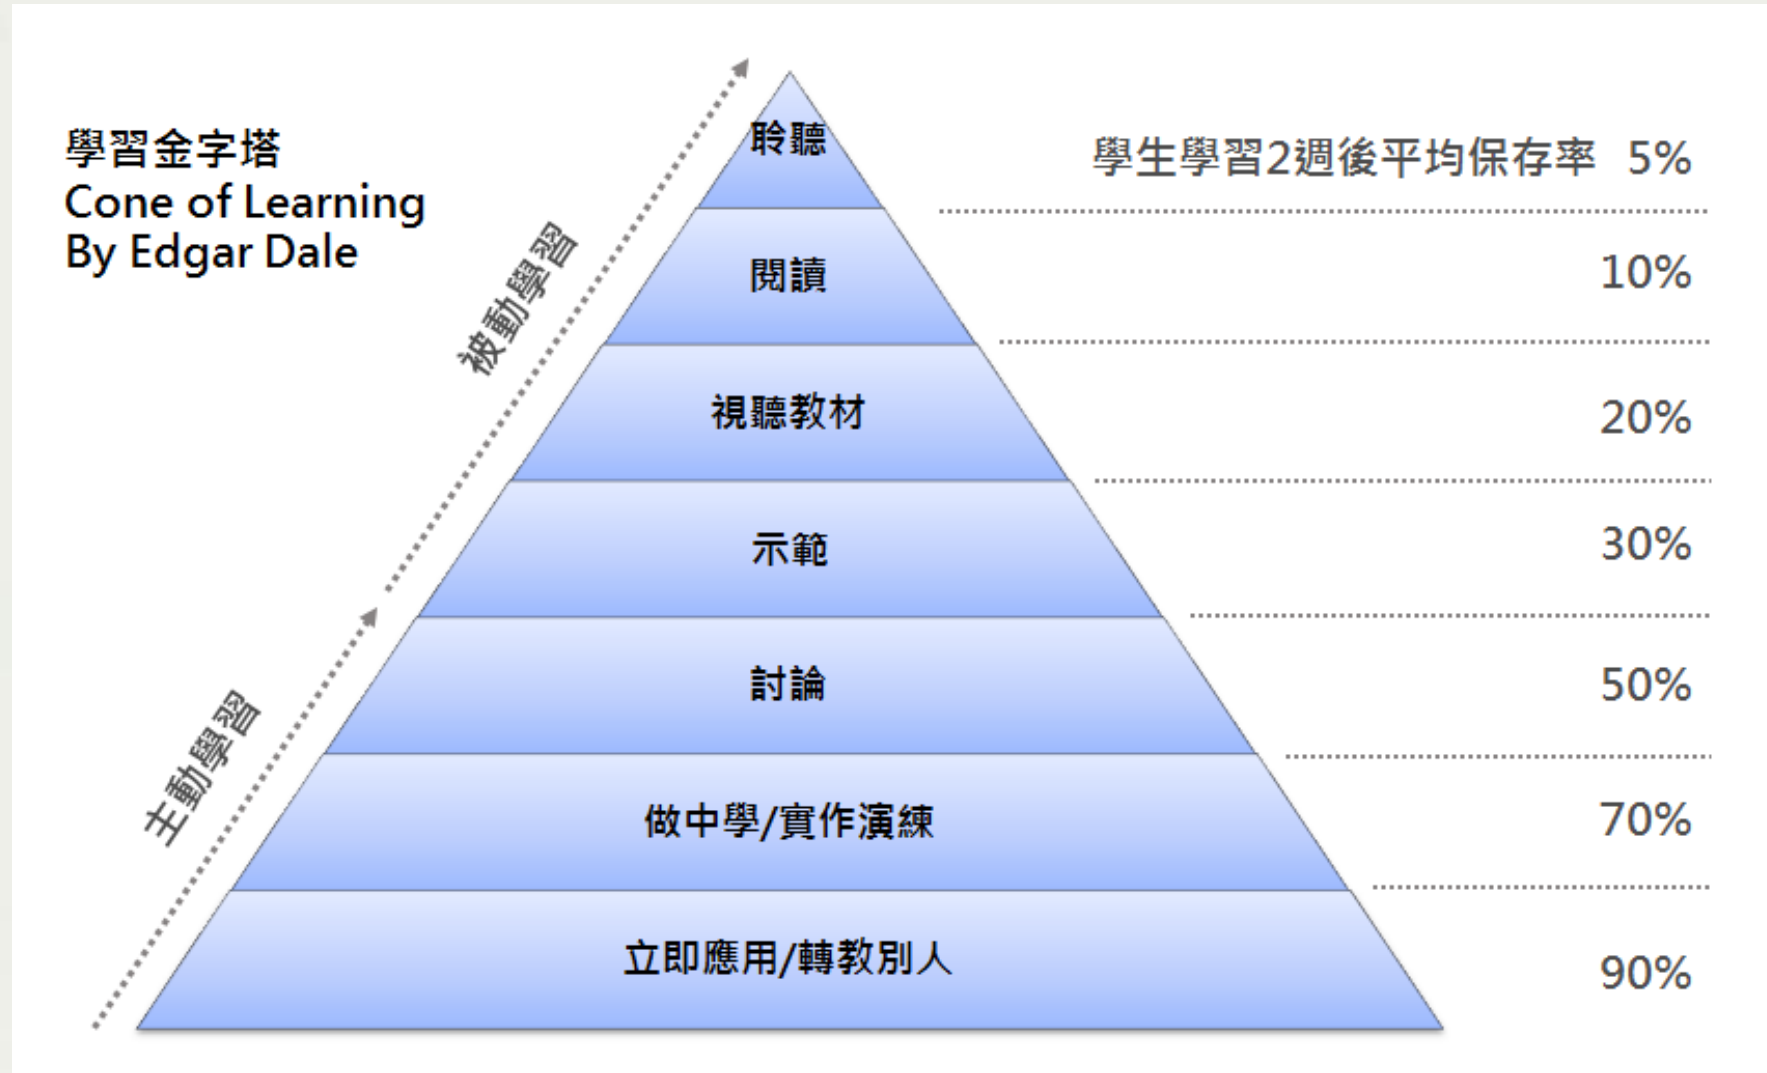 學習金字塔
Cone of Learning
By Edgar Dale
被動學習
主動學習
聆聽
學生學習2週後平均保存率 5%
閱讀
10%
視聽教材
20%
示範
30%
討論
50%
做中學/實作演練
70%
立即應用/轉教別人
90%